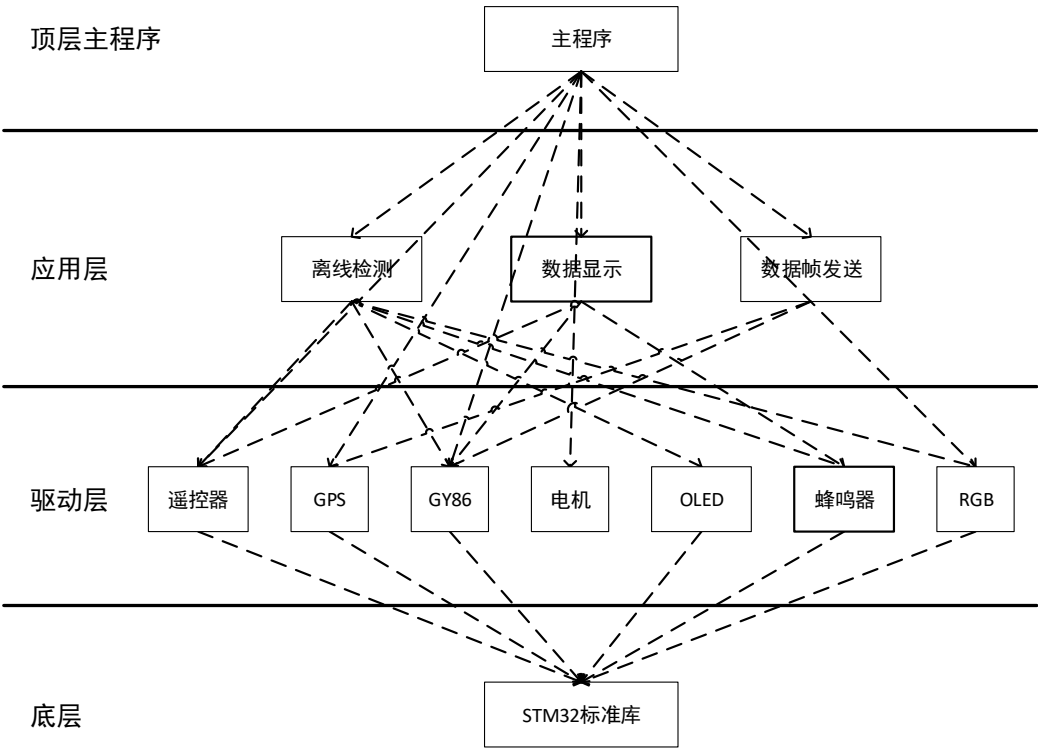 顶层主程序
主程序
应用层
离线检测
数据显示
数据帧发送
驱动层
遥控器
GPS
GY86
电机
OLED
蜂鸣器
RGB
底层
STM32标准库